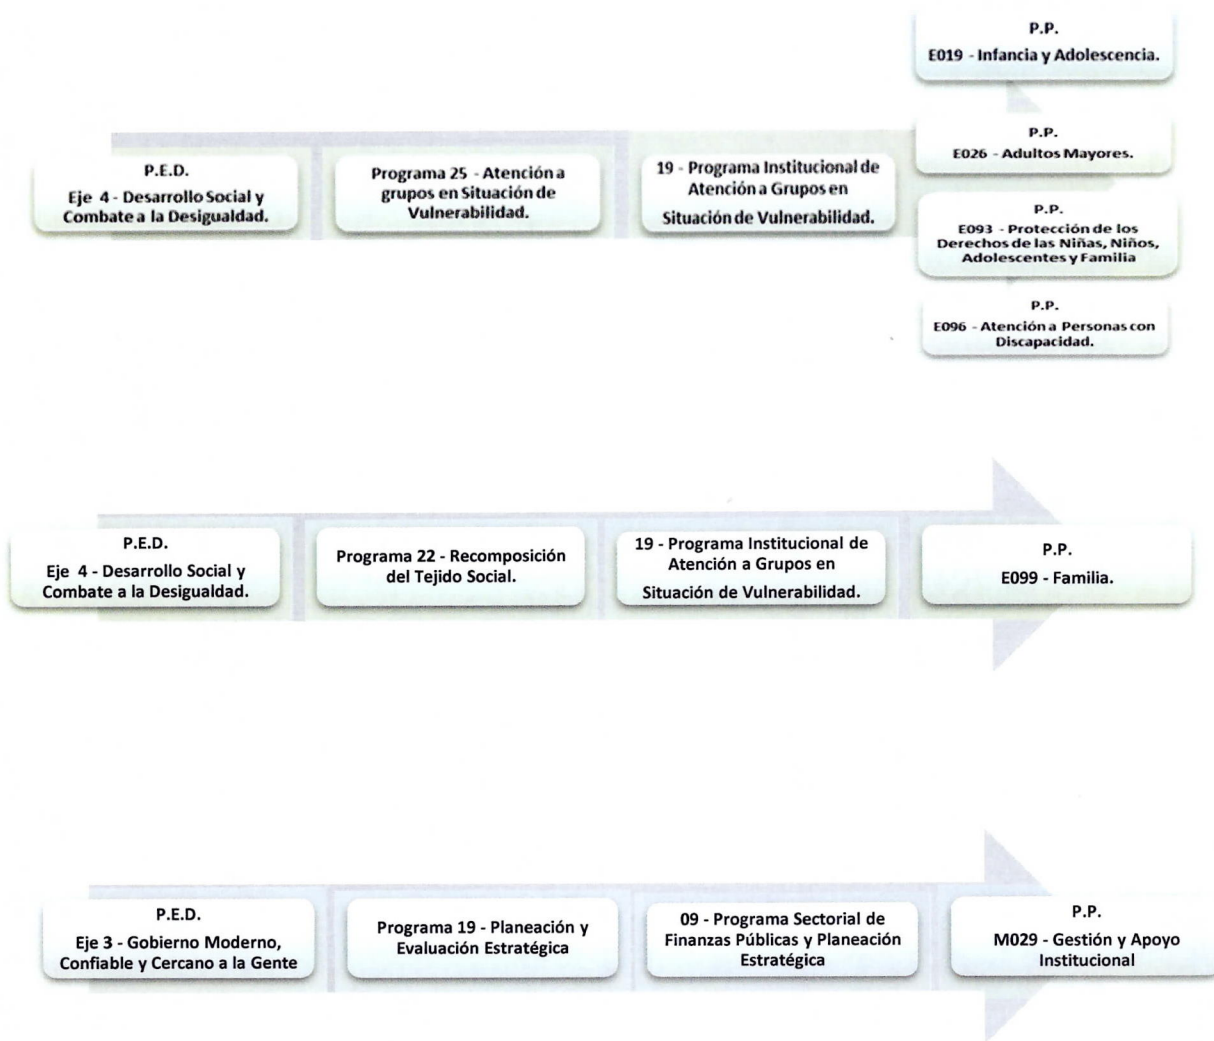 P.P.
E019 - Infancia y Adolescencia.
P.P.
E026 - Adultos Mayores.
P.E.D.
Eje 4 - Desarrollo Social y
Combate a la Desigualdad.
Programa 25 - Atención a
grupos en Situación de
Vulnerabilidad.
19 - Programa Institucional de
Atención a Grupos en
Situación de Vulnerabilidad.
P.P.
E093 - Protección de los
Derechos de las Niñas, Niños,
Adolescentes y Familia
P.P.
E096 - Atención a Personas con
Discapacidad.
P.E.D.
Eje 4 - Desarrollo Social y
Combate a la Desigualdad.
Programa 22 - Recomposición
del Tejido Social.
19 - Programa Institucional de
Atención a Grupos en
Situación de Vulnerabilidad.
P.P.
E099 - Familia.
P.E.D.
Eje 3 - Gobierno Moderno,
Confiable y Cercano a la Gente
Programa 19 - Planeación y
Evaluación Estratégica
09 - Programa Sectorial de
Finanzas Públicas y Planeación
Estratégica
P.P.
M029 - Gestión y Apoyo
Institucional